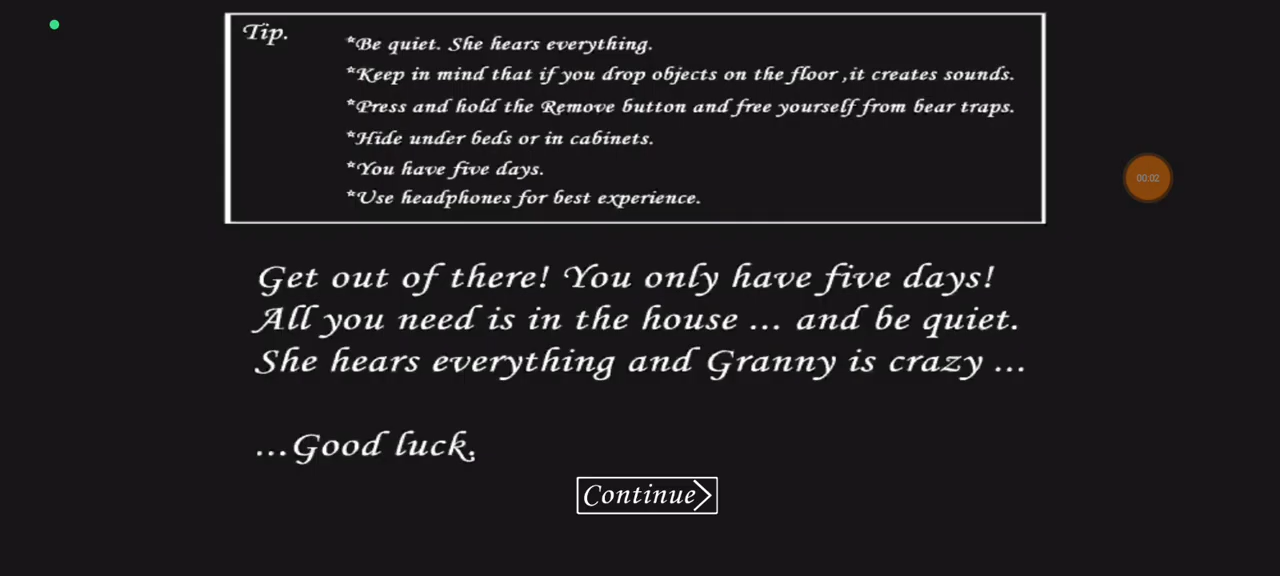 Tip.
*Be quiet. She hears everything.
*Keep in mind that if you drop objects on the floor ,it creates sounds.
*Press and hold the Remove button and free yourself from bear traps.
*Hide under beds or in cabinets.
*You have five days.
*Use headphones for best experience.
00:02
Get out of there! You only have five days!
All you need is in the house ... and be quiet.
She hears everything and Granny is crazy ...
...Good luck.
Continue